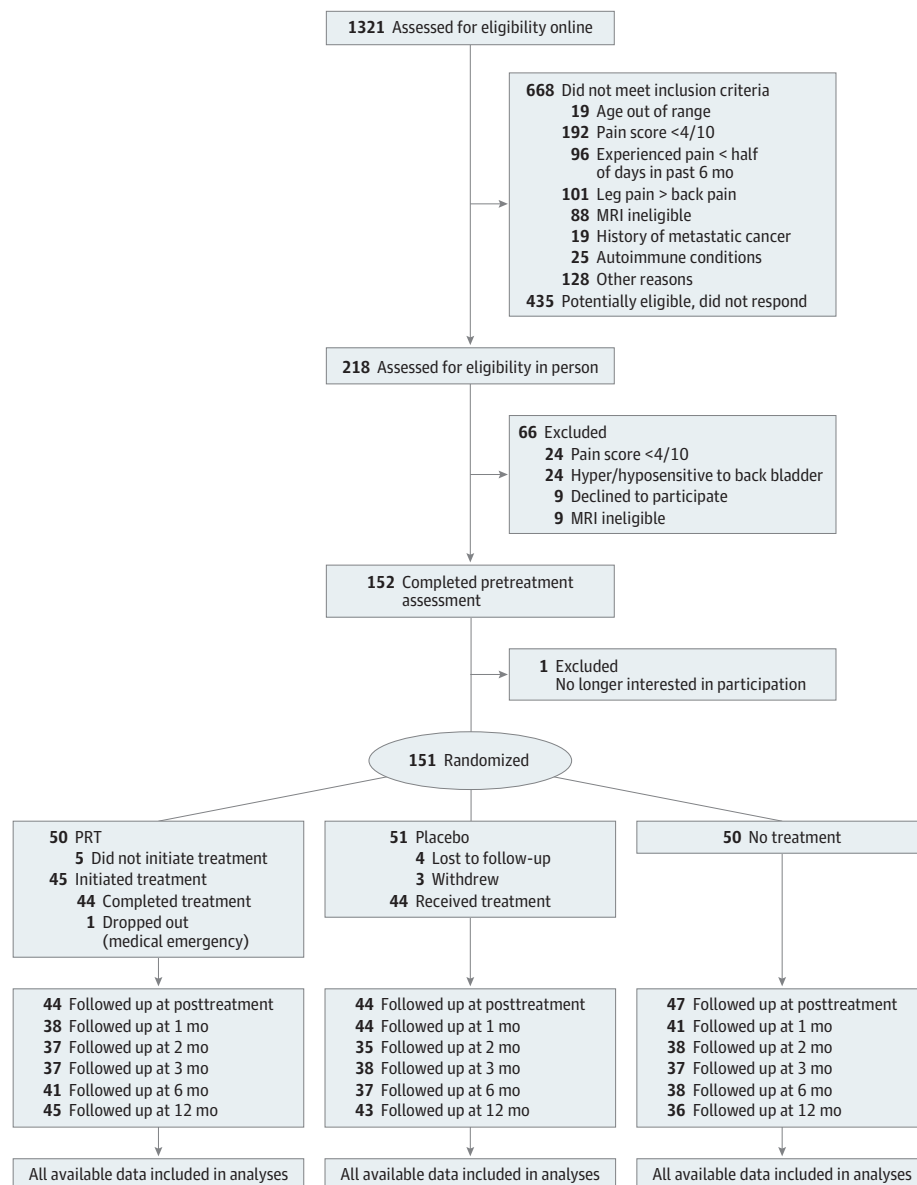 1321 Assessed for eligibility online
668 Did not meet inclusion criteria
19 Age out of range
192 Pain score <4/10
96 Experienced pain < half
of days in past 6 mo
101 Leg pain > back pain
88 MRI ineligible
19 History of metastatic cancer
25 Autoimmune conditions
128 Other reasons
435 Potentially eligible, did not respond
218 Assessed for eligibility in person
66 Excluded
24 Pain score <4/10
24 Hyper/hyposensitive to back bladder
9 Declined to participate
9 MRI ineligible
152 Completed pretreatment
assessment
1 Excluded
No longer interested in participation
151 Randomized
50 PRT
5 Did not initiate treatment
45 Initiated treatment
44 Completed treatment
1 Dropped out
(medical emergency)
51 Placebo
4 Lost to follow-up
3 Withdrew
44 Received treatment
50 No treatment
44 Followed up at posttreatment
38 Followed up at 1 mo
37 Followed up at 2 mo
37 Followed up at 3 mo
41 Followed up at 6 mo
45 Followed up at 12 mo
44 Followed up at posttreatment
44 Followed up at 1 mo
35 Followed up at 2 mo
38 Followed up at 3 mo
37 Followed up at 6 mo
43 Followed up at 12 mo
47 Followed up at posttreatment
41 Followed up at 1 mo
38 Followed up at 2 mo
37 Followed up at 3 mo
38 Followed up at 6 mo
36 Followed up at 12 mo
All available data included in analyses
All available data included in analyses
All available data included in analyses